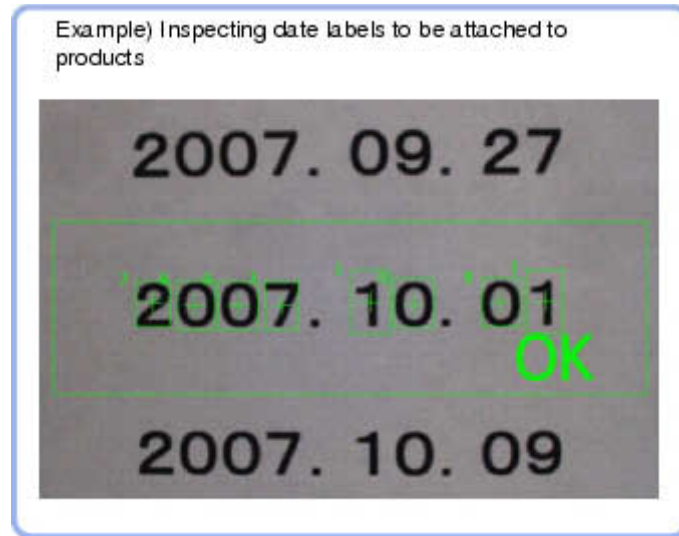 Example) Inspecting date labels to be attached to
products
2007. 09. 27
2007. 10. 01
OK
2007. 10. 09